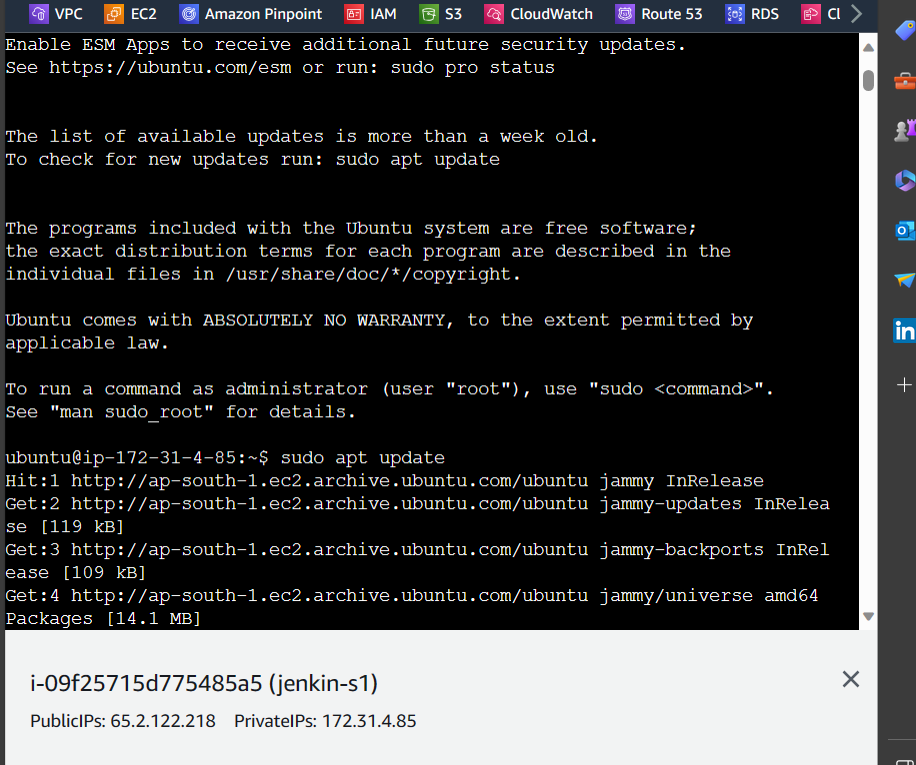 VPC EC2 Amazon Pinpoint IAM S3 CloudWatch Route 53 RDS Cl
Enable ESM Apps to receive additional future security updates.
See https://ubuntu.com/esm or run: sudo pro status
The list of available updates is more than a week old.
To check for new updates run: sudo apt update
The programs included with the Ubuntu system are free software;
the exact distribution terms for each program are described in the
individual files in /usr/share/doc/*/copyright.
Ubuntu comes with ABSOLUTELY NO WARRANTY, to the extent permitted by
applicable law.
To run a command as administrator (user "root"), use "sudo <command>".
See "man sudo_root" for details.
ubuntu@ip-172-31-4-85:~$ sudo apt update
Hit:1 http://ap-south-1.ec2.archive.ubuntu.com/ubuntu jammy InRelease
Get:2 http://ap-south-1.ec2.archive.ubuntu.com/ubuntu jammy-updates InRelea
se [119 kB]
Get:3 http://ap-south-1.ec2.archive.ubuntu.com/ubuntu jammy-backports InRel
ease [109 kB]
Get:4 http://ap-south-1.ec2.archive.ubuntu.com/ubuntu jammy/universe amd64
Packages [14.1 MB]
i-09f25715d775485a5 (jenkin-s1)
PublicIPs: 65.2.122.218 PrivateIPs: 172.31.4.85
in